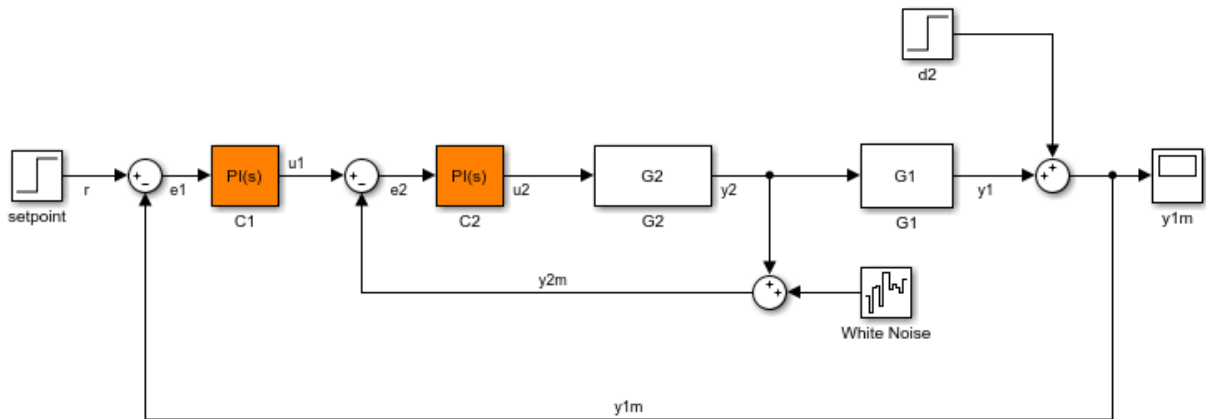 d2
setpoint
r
e1
PI(s)
C1
u1
e2
PI(s)
C2
u2
G2
G2
y2
G1
G1
y1
y1m
y2m
White Noise
y1m